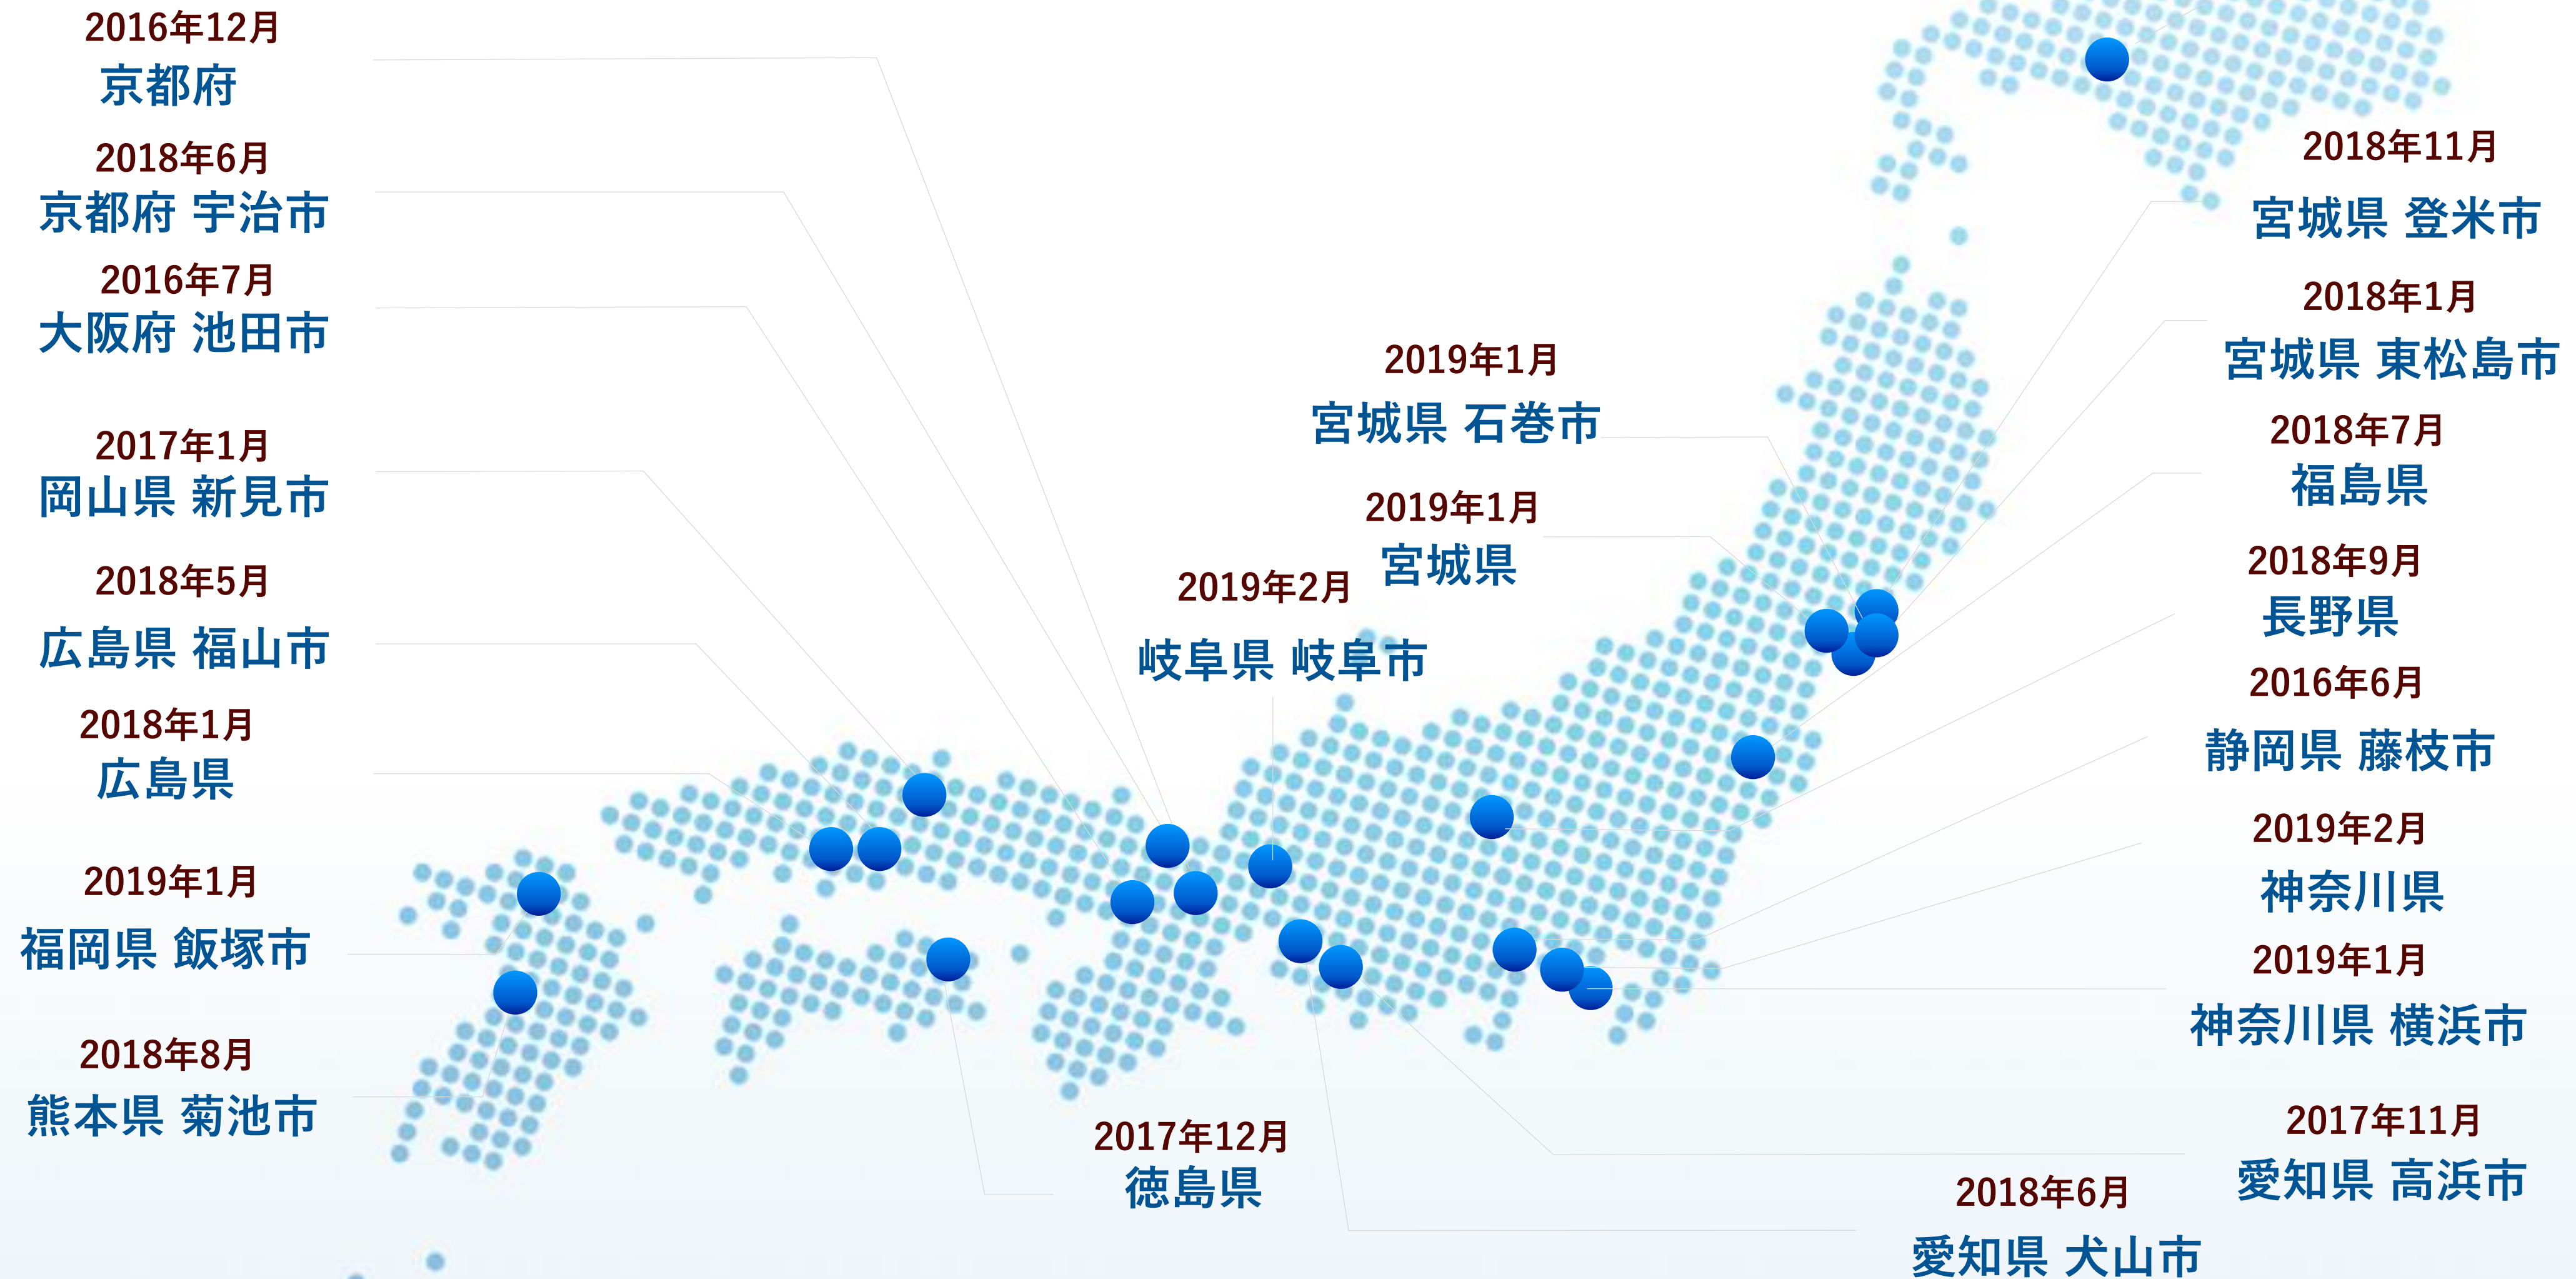 2016年12月
京都府
2018年6月
京都府 宇治市
2016年7月
大阪府 池田市
2017年1月
岡山県 新見市
2018年5月
広島県 福山市
2018年1月
広島県
2019年1月
福岡県 飯塚市
2018年8月
熊本県 菊池市
2019年1月
宮城県 石巻市
2019年1月
宮城県
2019年2月
岐阜県 岐阜市
2017年12月
徳島県
2018年11月
宮城県 登米市
2018年1月
宮城県 東松島市
2018年7月
福島県
2018年9月
長野県
2016年6月
静岡県 藤枝市
2019年2月
神奈川県
2019年1月
神奈川県 横浜市
2017年11月
愛知県 高浜市
2018年6月
愛知県 犬山市